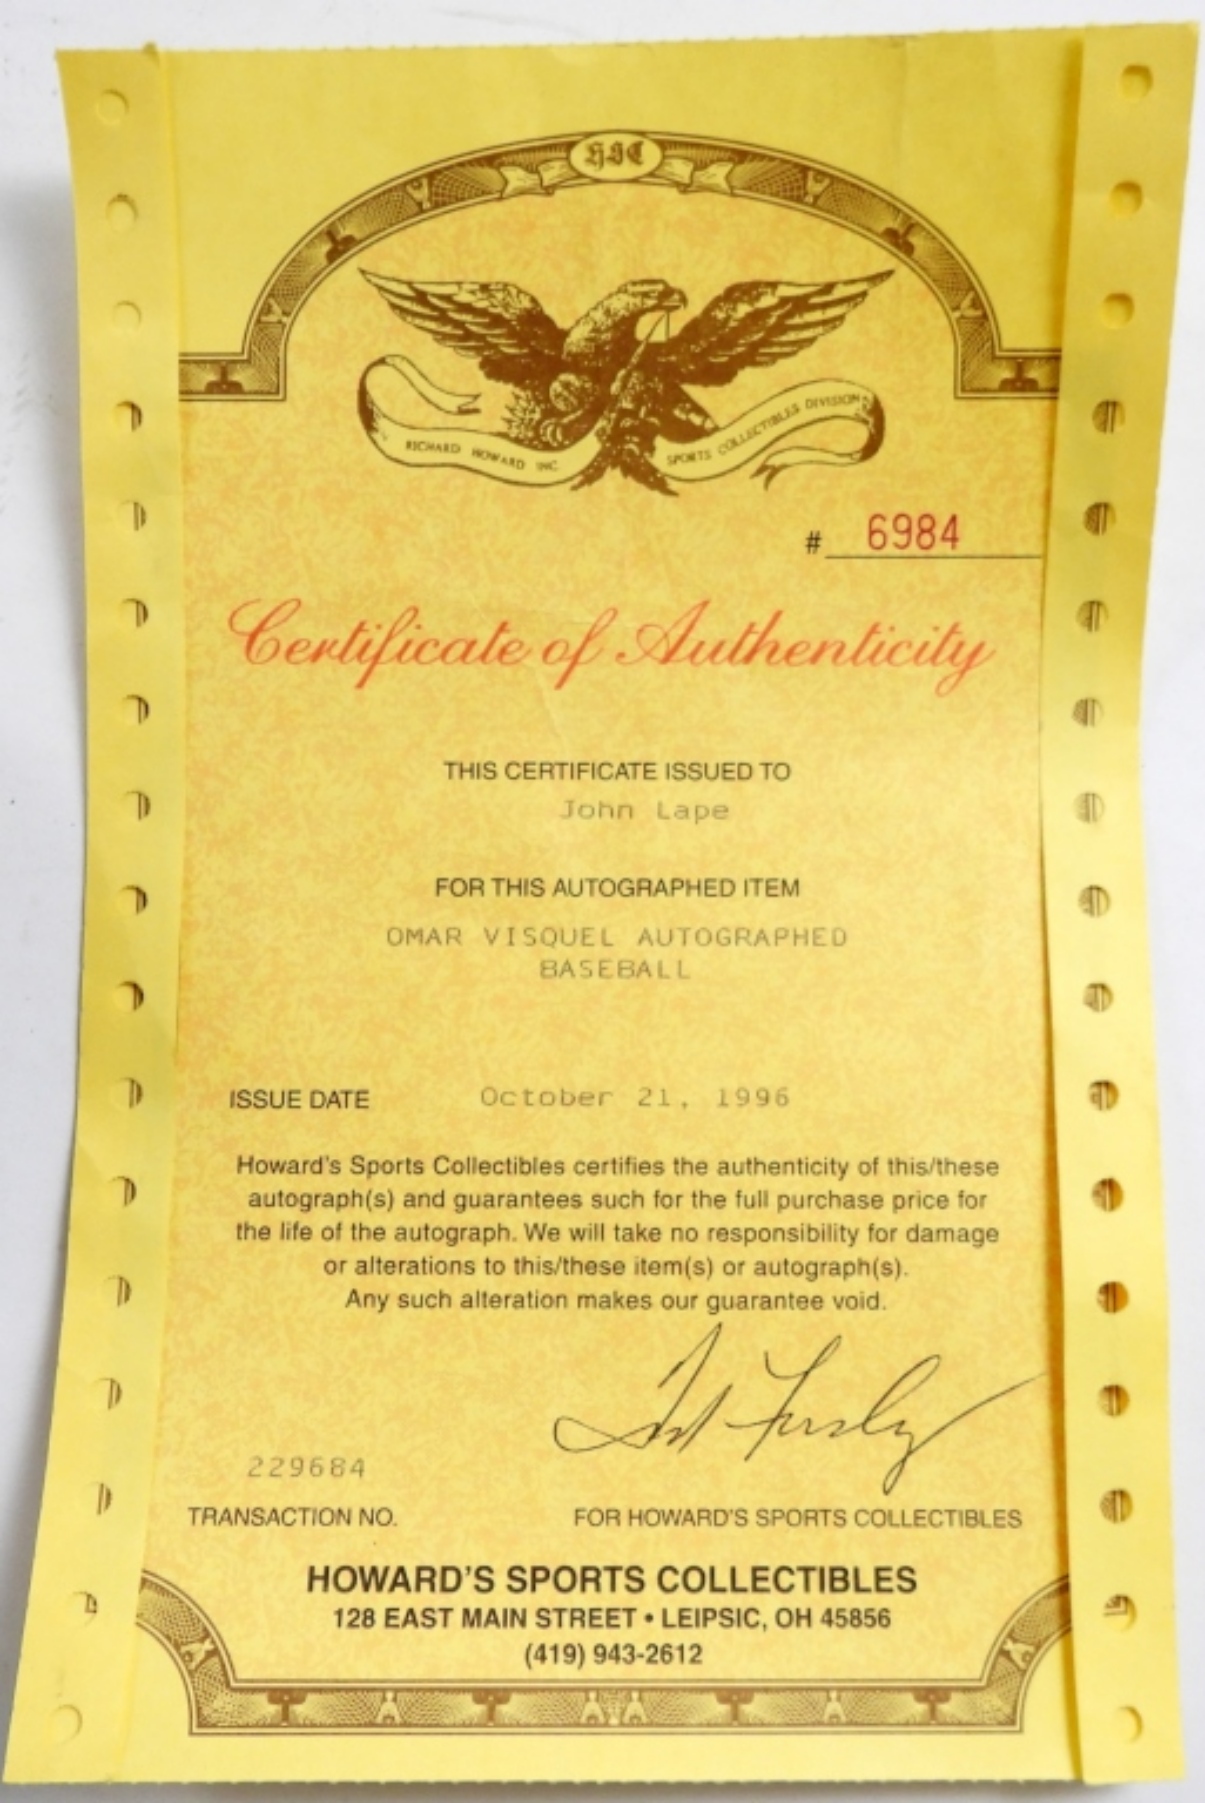 HSC
RICHARD HOWARD INC.
SPORTS COLLECTIBLES DIVISION
# 6984
Certificate of Authenticity
THIS CERTIFICATE ISSUED TO
John Lape
FOR THIS AUTOGRAPHED ITEM
OMAR VISQUEL AUTOGRAPHED
BASEBALL
ISSUE DATE October 21, 1996
Howard's Sports Collectibles certifies the authenticity of this/these
autograph(s) and guarantees such for the full purchase price for
the life of the autograph. We will take no responsibility for damage
or alterations to this/these item(s) or autograph(s).
Any such alteration makes our guarantee void.
229684
TRANSACTION NO.
FOR HOWARD'S SPORTS COLLECTIBLES
HOWARD'S SPORTS COLLECTIBLES
128 EAST MAIN STREET • LEIPSIC, OH 45856
(419) 943-2612